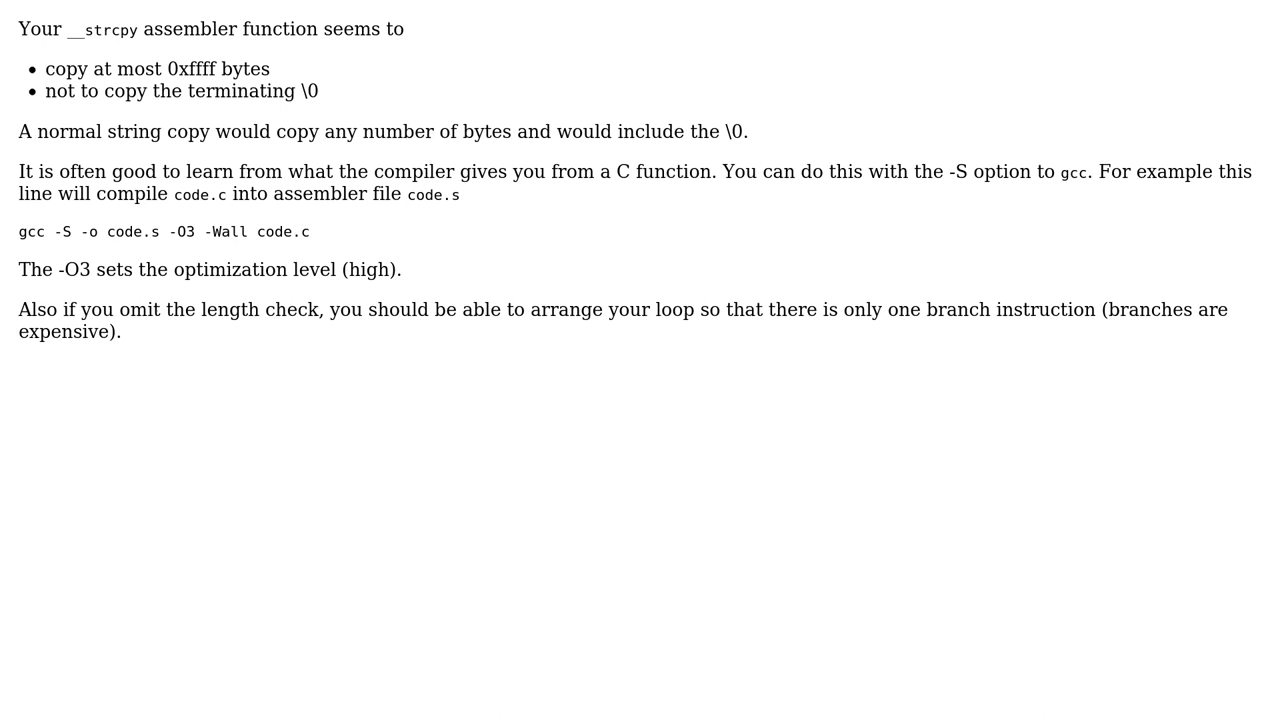 Your __strcpy assembler function seems to
• copy at most 0xffff bytes
• not to copy the terminating \0
A normal string copy would copy any number of bytes and would include the \0.
It is often good to learn from what the compiler gives you from a C function. You can do this with the -S option to gcc. For example this
line will compile code.c into assembler file code.s
gcc -S -o code.s -O3 -Wall code.c
The -O3 sets the optimization level (high).
Also if you omit the length check, you should be able to arrange your loop so that there is only one branch instruction (branches are
expensive).